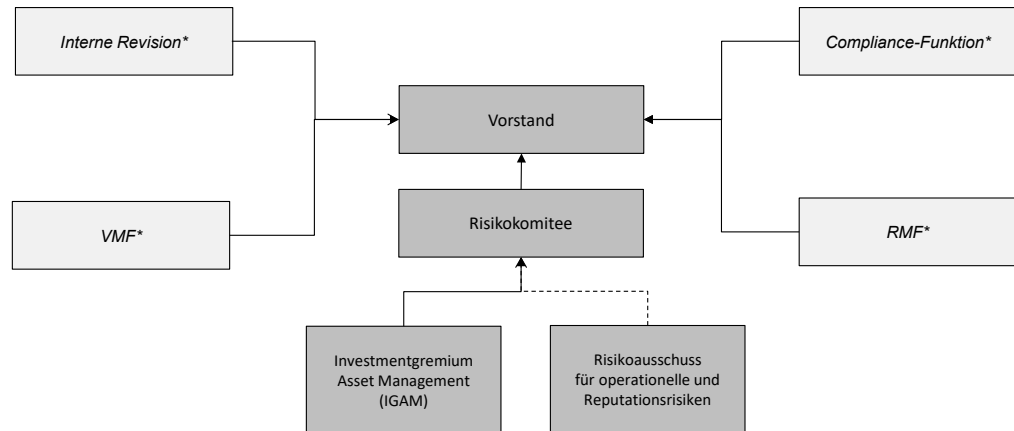 Interne Revision*
Compliance-Funktion*
Vorstand
VMF*
Risikokomitee
RMF*
Investmentgremium
Asset Management
(IGAM)
Risikoausschuss
für operationelle und
Reputationsrisiken